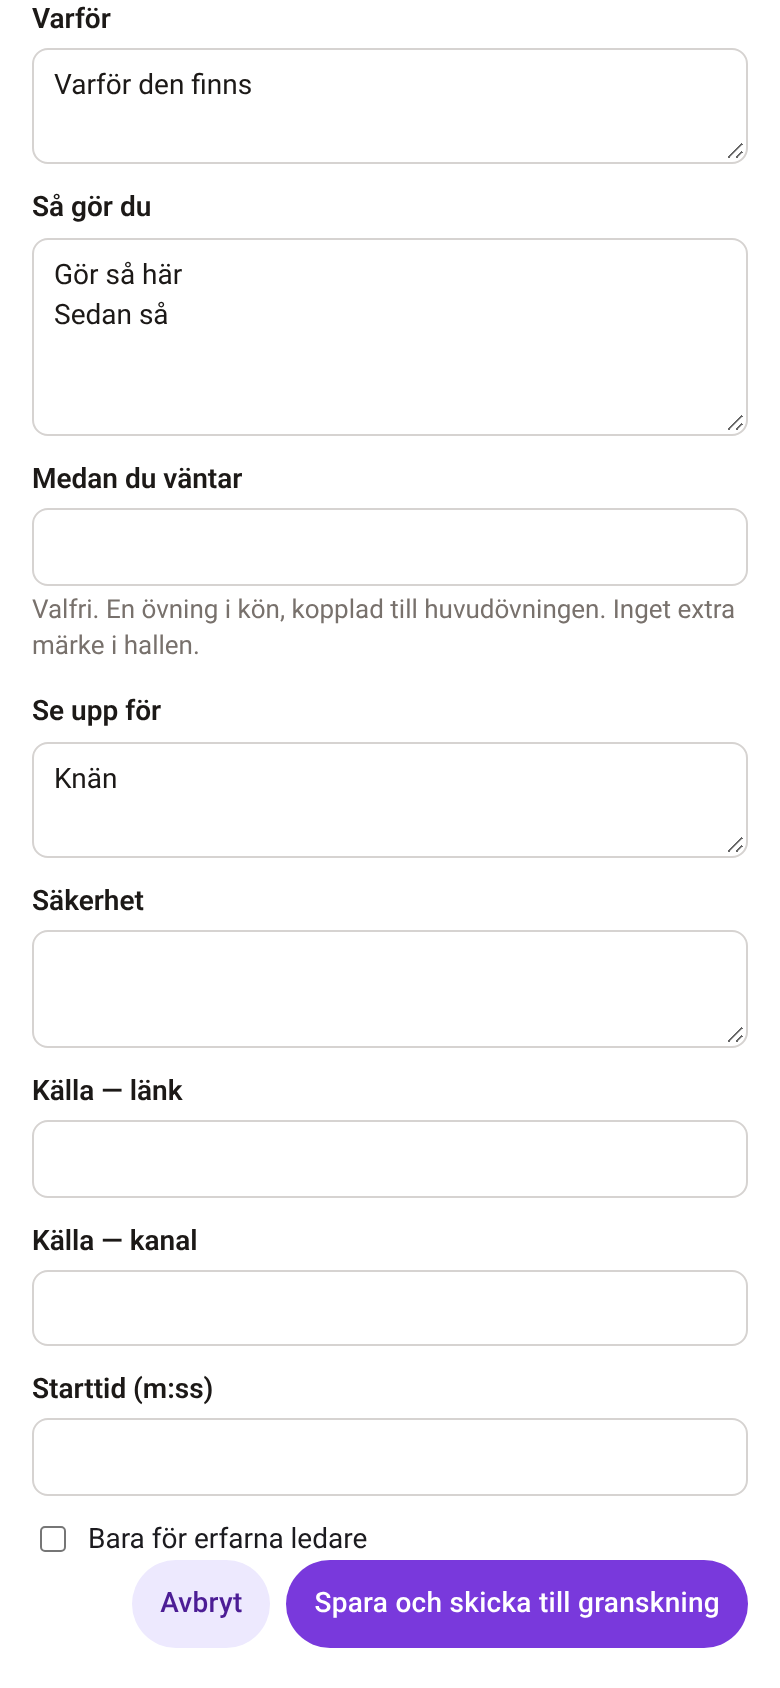 Varför
Varför den finns
Så gör du
Gör så här
Sedan så
Medan du väntar
Valfri. En övning i kön, kopplad till huvudövningen. Inget extra
märke i hallen.
Se upp för
Knän
Säkerhet
Källa — länk
Källa — kanal
Starttid (m:ss)
Bara för erfarna ledare
Avbryt
Spara och skicka till granskning